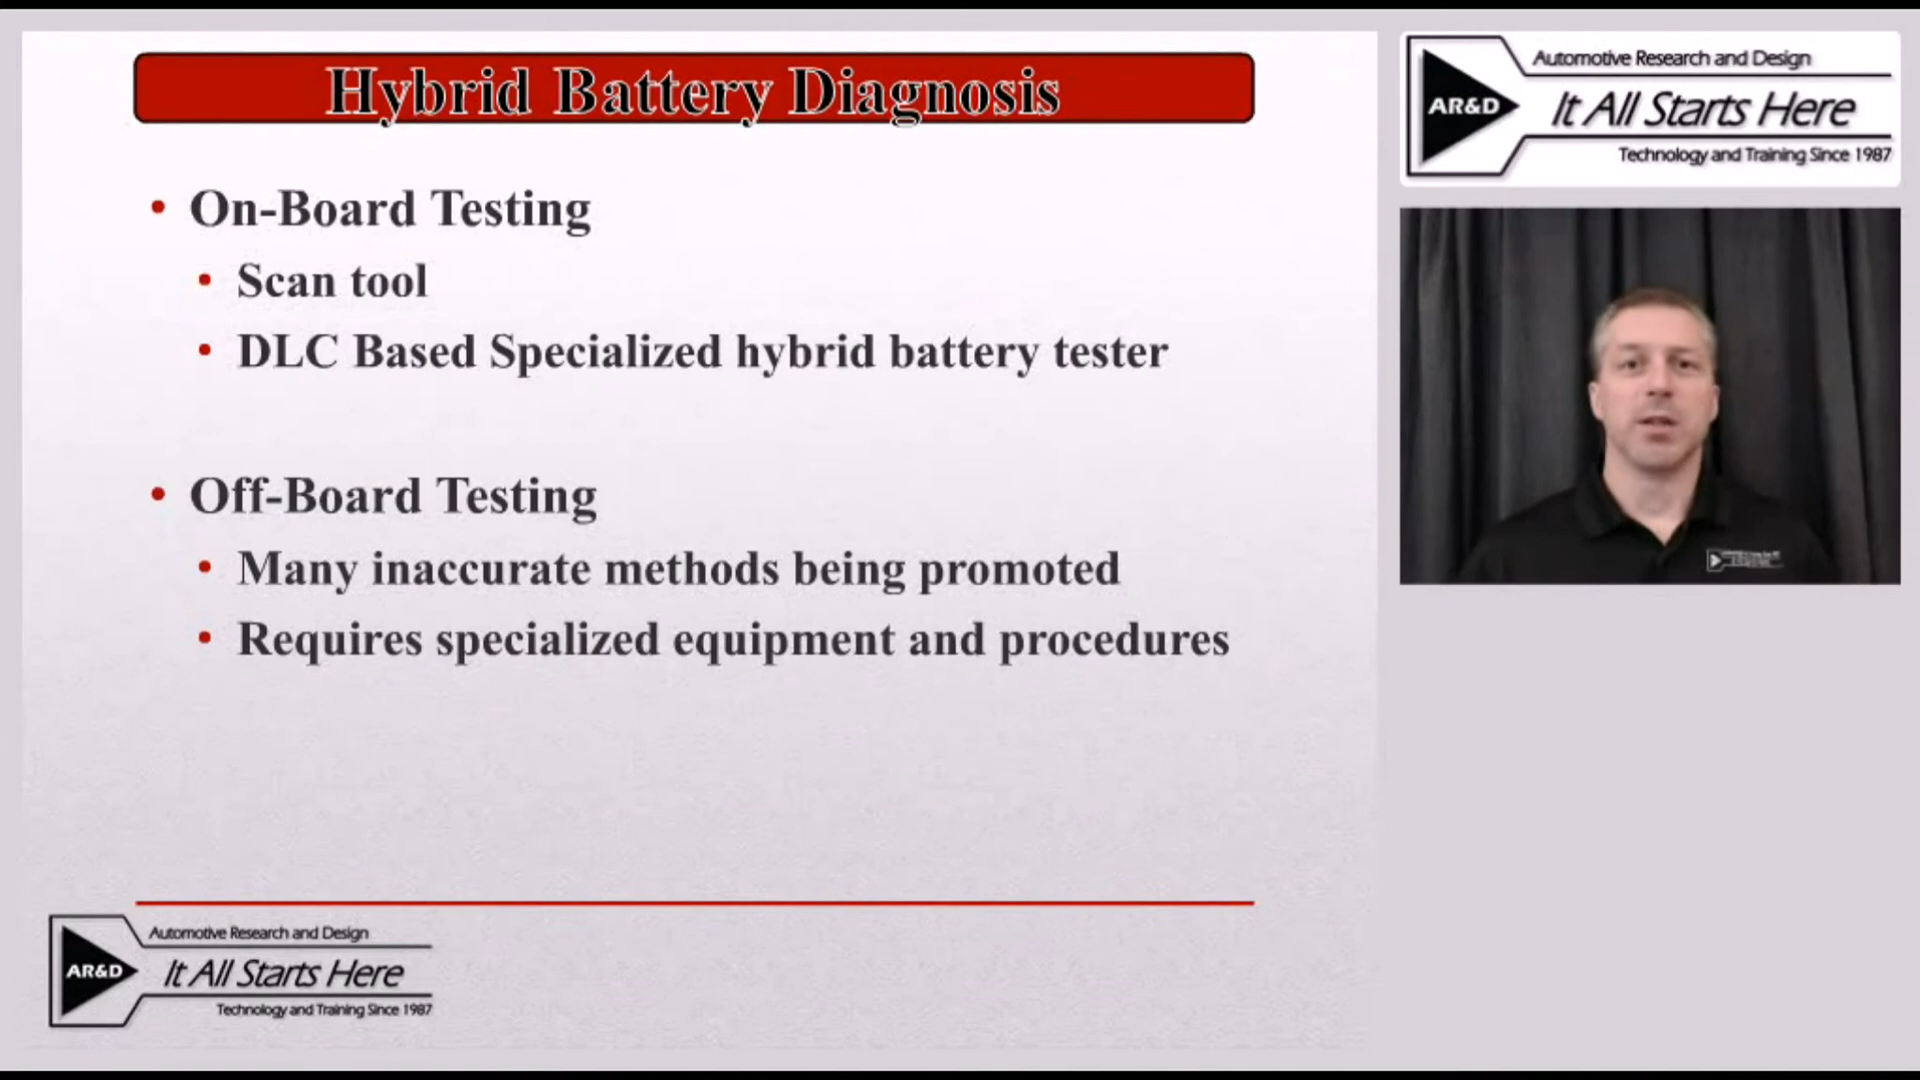 Hybrid Battery Diagnosis
On-Board Testing
Scan tool
DLC Based Specialized hybrid battery tester
Off-Board Testing
Many inaccurate methods being promoted
Requires specialized equipment and procedures
Automotive Research and Design
AR&D
It All Starts Here
Technology and Training Since 1987
Automotive Research and Design
AR&D
It All Starts Here
Technology and Training Since 1987